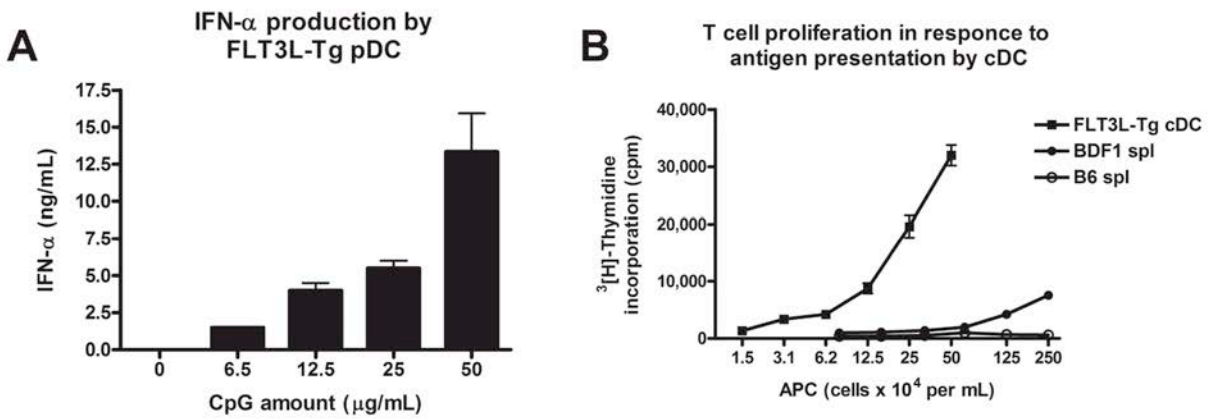 A
IFN-α production by
FLT3L-Tg pDC
IFN-α (ng/mL)
17.5
15.0
12.5
10.0
7.5
5.0
2.5
0.0
0 6.5 12.5 25 50
CpG amount (µg/mL)
B
T cell proliferation in responce to
antigen presentation by cDC
³[H]-Thymidine
incorporation (cpm)
40,000
30,000
20,000
10,000
0
1.5 3.1 6.2 12.5 25 50 125 250
APC (cells x 10⁴ per mL)
FLT3L-Tg cDC
BDF1 spl
B6 spl